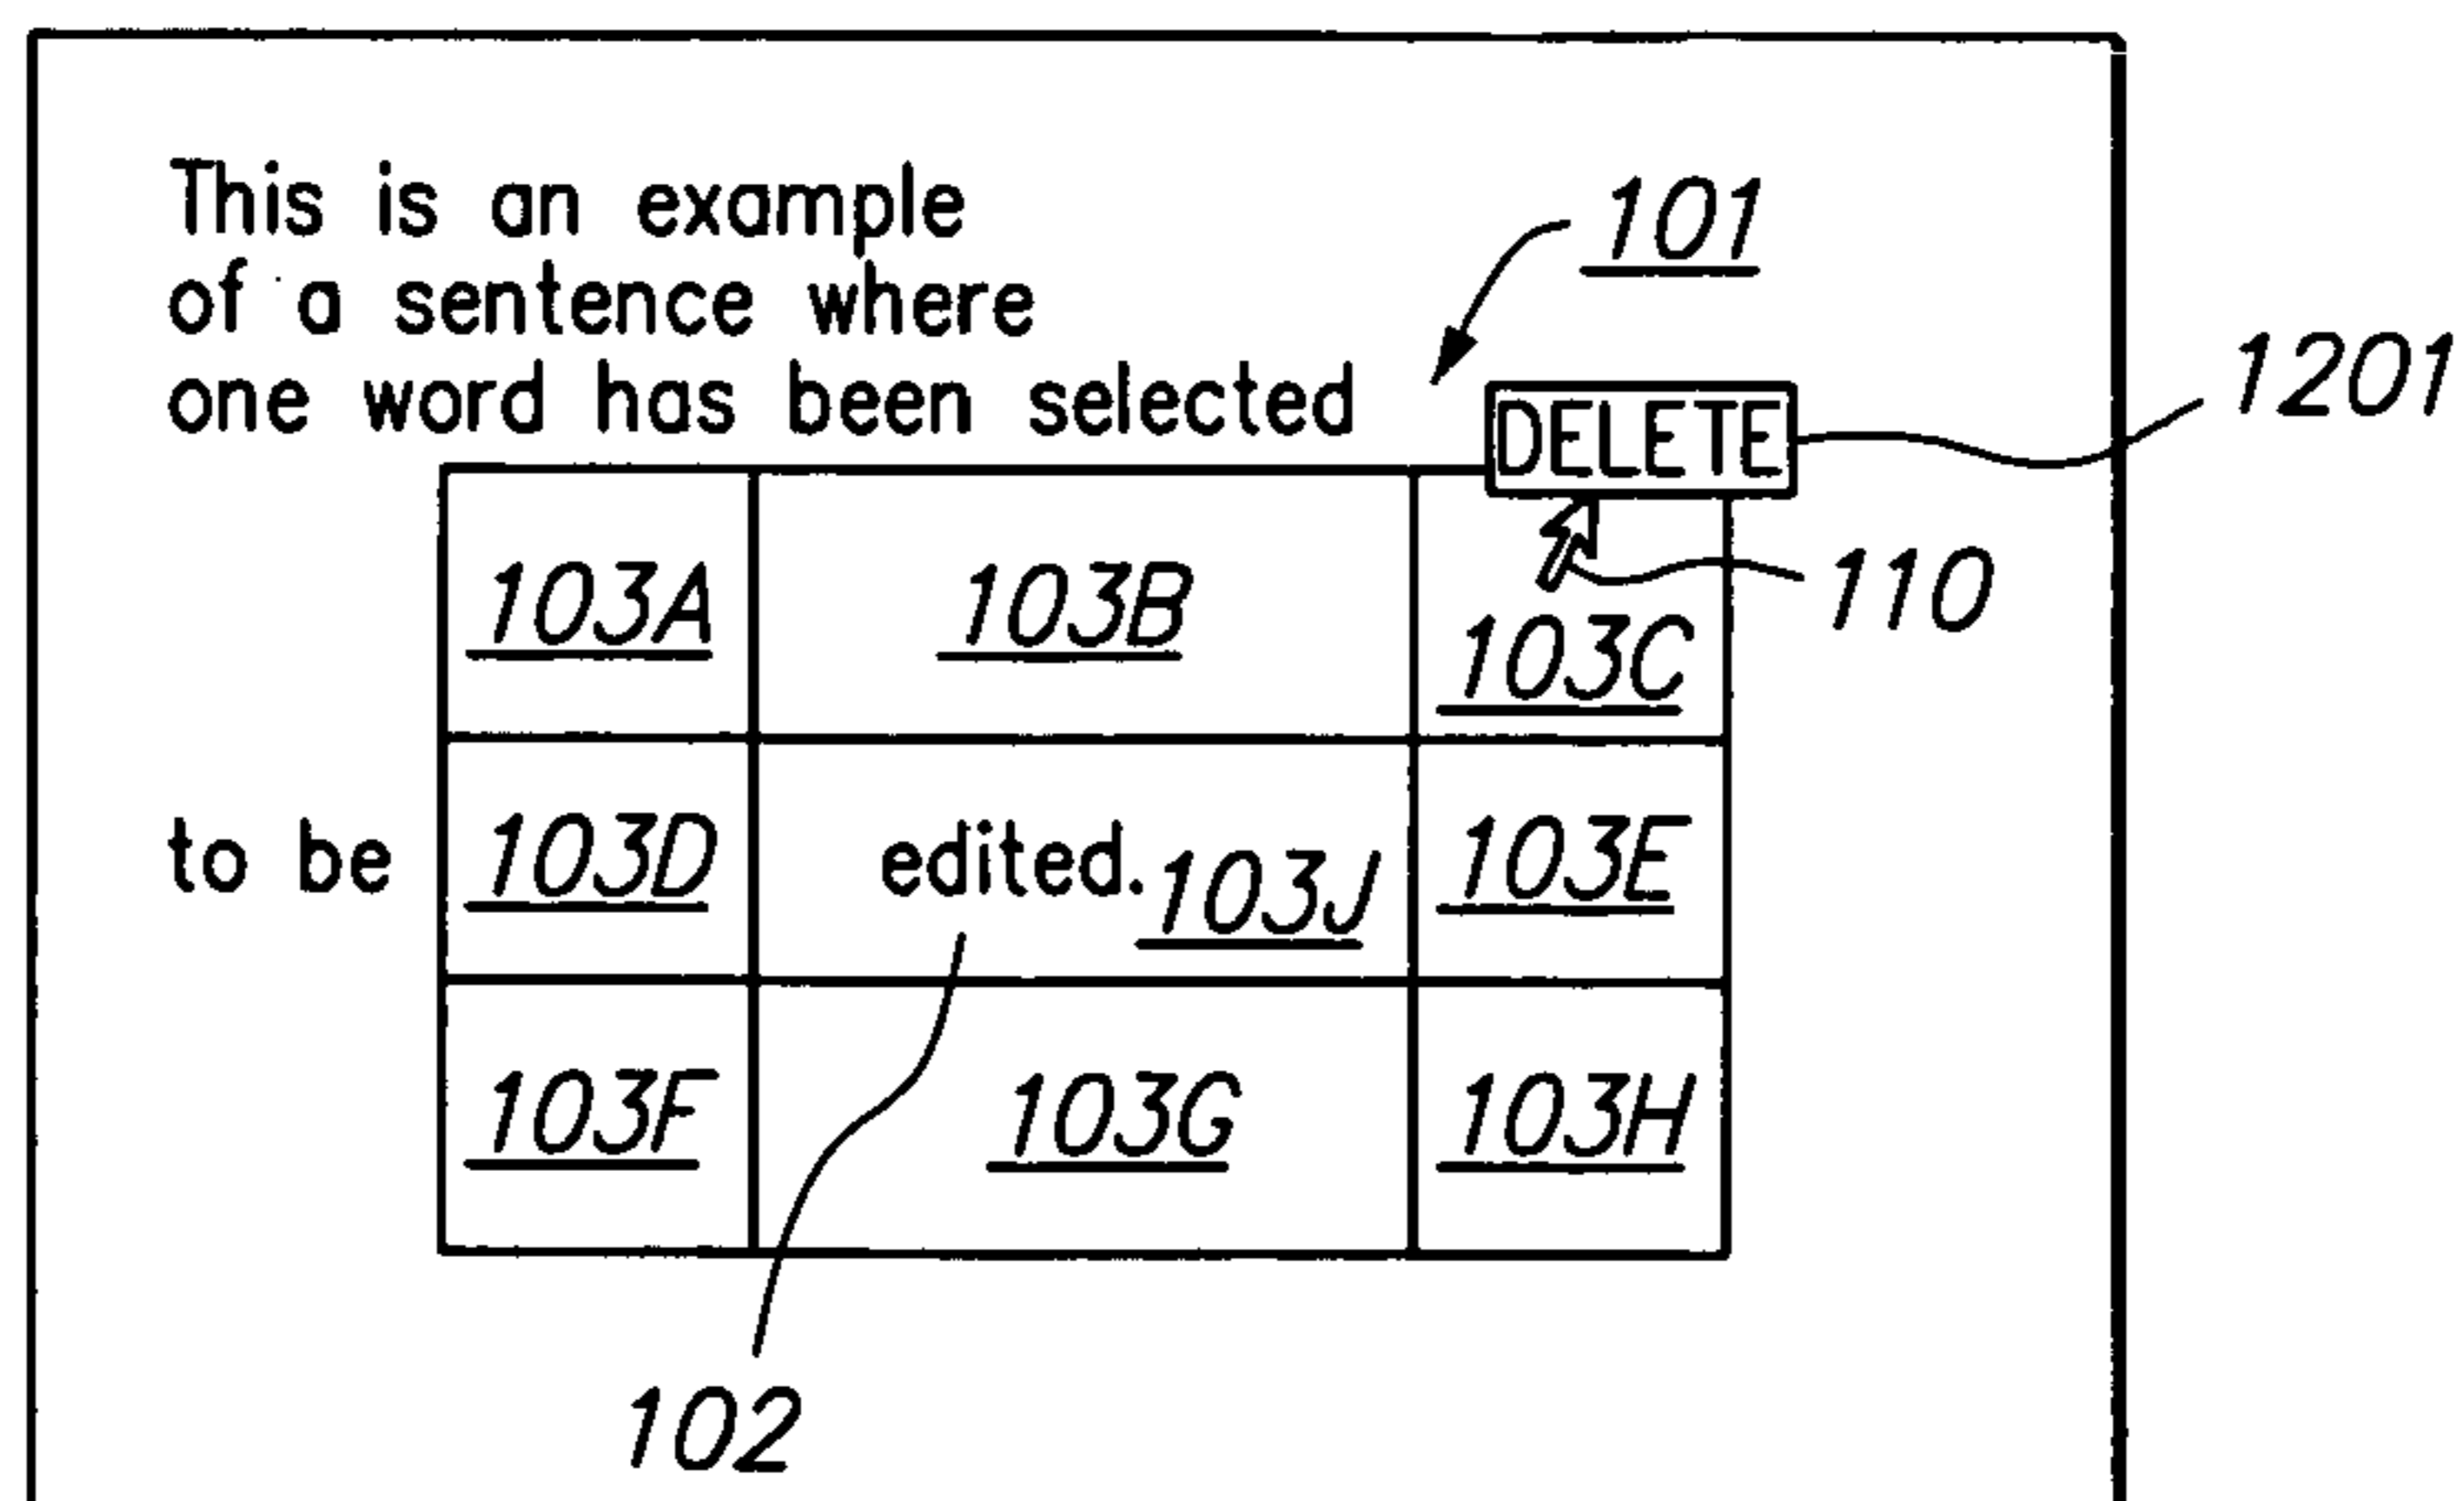 This is an example
101
of a sentence where
1201
one word has been selected
DELETE
110
103A 103B 103C
to be 103D edited. 103J 103E
103F 103G 103H
102